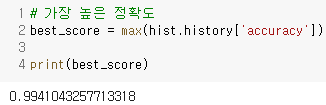 1 # 가장 높은 정확도
2 best_score = max(hist.history['accuracy'])
3
4 print(best_score)
0.9941043257713318